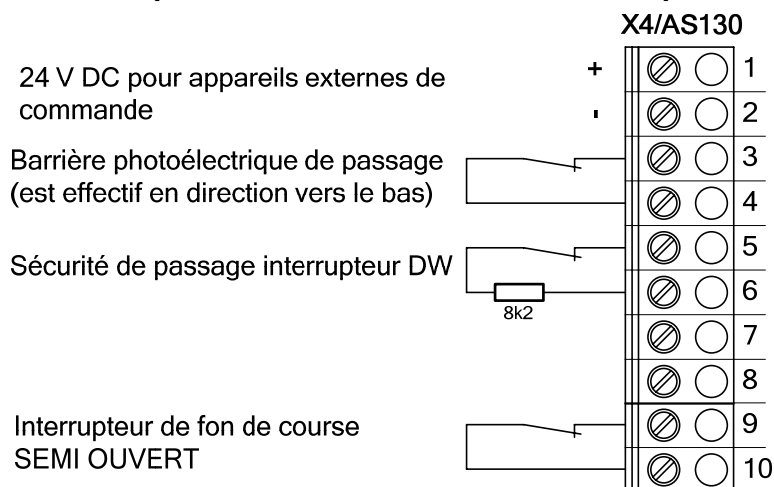 X4/AS130
24 V DC pour appareils externes de
commande
+
-
1
2
Barrière photoélectrique de passage
(est effectif en direction vers le bas)
3
4
Sécurité de passage interrupteur DW
8k2
5
6
7
8
Interrupteur de fon de course
SEMI OUVERT
9
10